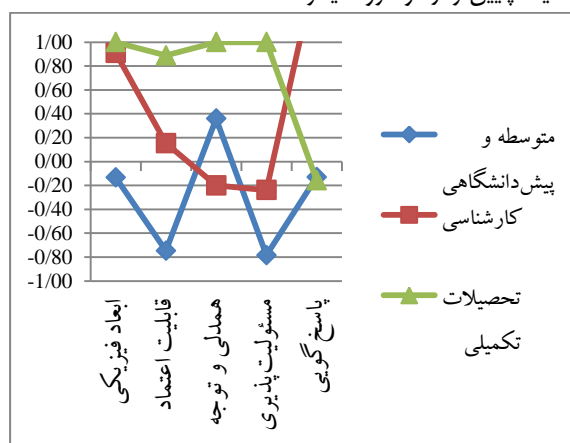 1/00
0/80
0/60
0/40
0/20
0/00
-0/20
-0/40
-0/60
-0/80
-1/00
ابعاد فیزیکی
قابلیت اعتماد
همدلی و توجه
مسئولیت‌پذیری
پاسخ‌گویی
متوسطه و
پیش‌دانشگاهی
کارشناسی
تحصیلات
تکمیلی